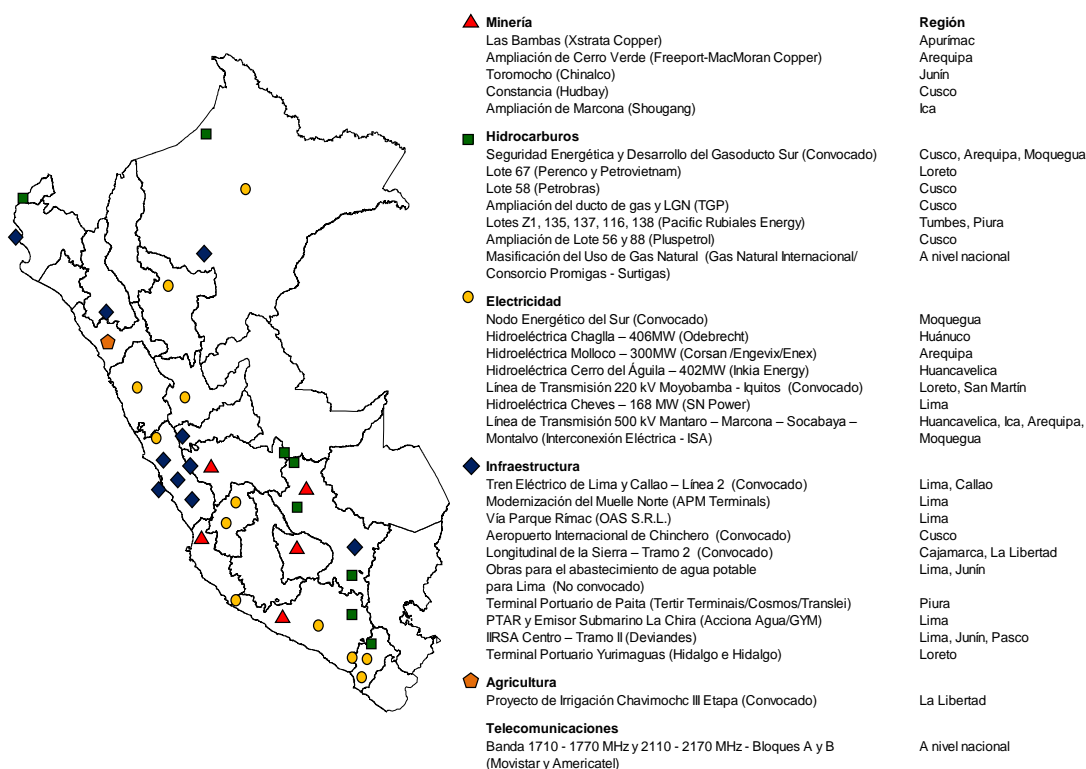 Minería Región
Las Bambas (Xstrata Copper) Apurímac
Ampliación de Cerro Verde (Freeport-MacMoran Copper) Arequipa
Toromocho (Chinalco) Junín
Constancia (Hudbay) Cusco
Ampliación de Marcona (Shougang) Ica
Hidrocarburos
Seguridad Energética y Desarrollo del Gasoducto Sur (Convocado) Cusco, Arequipa, Moquegua
Lote 67 (Perenco y Petrovietnam) Loreto
Lote 58 (Petrobras) Cusco
Ampliación del ducto de gas y LGN (TGP) Cusco
Lotes Z1, 135, 137, 116, 138 (Pacific Rubiales Energy) Tumbes, Piura
Ampliación de Lote 56 y 88 (Pluspetrol) Cusco
Masificación del Uso de Gas Natural (Gas Natural Internacional/ A nivel nacional
Consorcio Promigas - Surtigas)
Electricidad
Nodo Energético del Sur (Convocado) Moquegua
Hidroeléctrica Chaglla – 406MW (Odebrecht) Huánuco
Hidroeléctrica Molloco – 300MW (Corsan /Engevix/Enex) Arequipa
Hidroeléctrica Cerro del Águila – 402MW (Inkia Energy) Huancavelica
Línea de Transmisión 220 kV Moyobamba - Iquitos (Convocado) Loreto, San Martín
Hidroeléctrica Cheves – 168 MW (SN Power) Lima
Línea de Transmisión 500 kV Mantaro – Marcona – Socabaya – Huancavelica, Ica, Arequipa,
Montalvo (Interconexión Eléctrica - ISA) Moquegua
Infraestructura
Tren Eléctrico de Lima y Callao – Línea 2 (Convocado) Lima, Callao
Modernización del Muelle Norte (APM Terminals) Lima
Vía Parque Rímac (OAS S.R.L.) Lima
Aeropuerto Internacional de Chinchero (Convocado) Cusco
Longitudinal de la Sierra – Tramo 2 (Convocado) Cajamarca, La Libertad
Obras para el abastecimiento de agua potable Lima, Junín
para Lima (No convocado)
Terminal Portuario de Paita (Tertir Terminais/Cosmos/Translei) Piura
PTAR y Emisor Submarino La Chira (Acciona Agua/GYM) Lima
IIRSA Centro – Tramo II (Deviandes) Lima, Junín, Pasco
Terminal Portuario Yurimaguas (Hidalgo e Hidalgo) Loreto
Agricultura
Proyecto de Irrigación Chavimochc III Etapa (Convocado) La Libertad
Telecomunicaciones
Banda 1710 - 1770 MHz y 2110 - 2170 MHz - Bloques A y B A nivel nacional
(Movistar y Americatel)